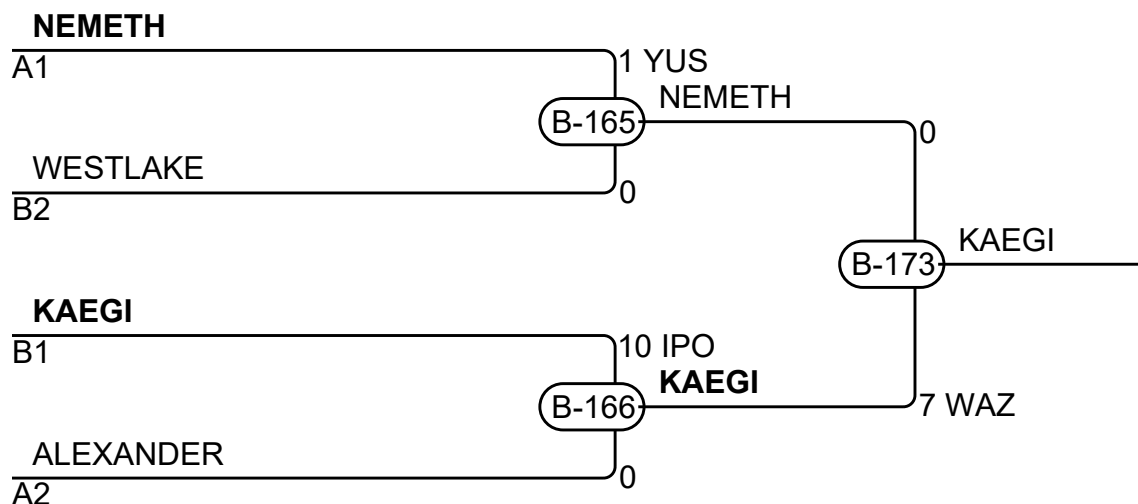 NEMETH
A1
1 YUS
NEMETH
B-165
0
WESTLAKE
0
B2
KAEGI
B-173
KAEGI
B1
10 IPO
KAEGI
B-166
7 WAZ
ALEXANDER
0
A2